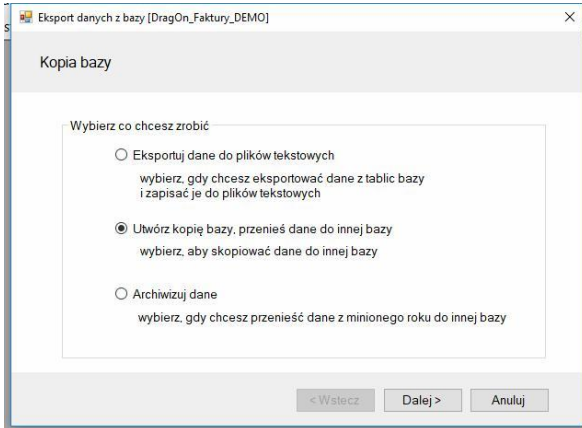 Eksport danych z bazy [DragOn_Faktury_DEMO]
Kopia bazy
Wybierz co chcesz zrobić
Eksportuj dane do plików tekstowych
wybierz, gdy chcesz eksportować dane z tablic bazy
i zapisać je do plików tekstowych
Utwórz kopię bazy, przenieś dane do innej bazy
wybierz, aby skopiować dane do innej bazy
Archiwizuj dane
wybierz, gdy chcesz przenieść dane z minionego roku do innej bazy
< Wstecz Dalej > Anuluj